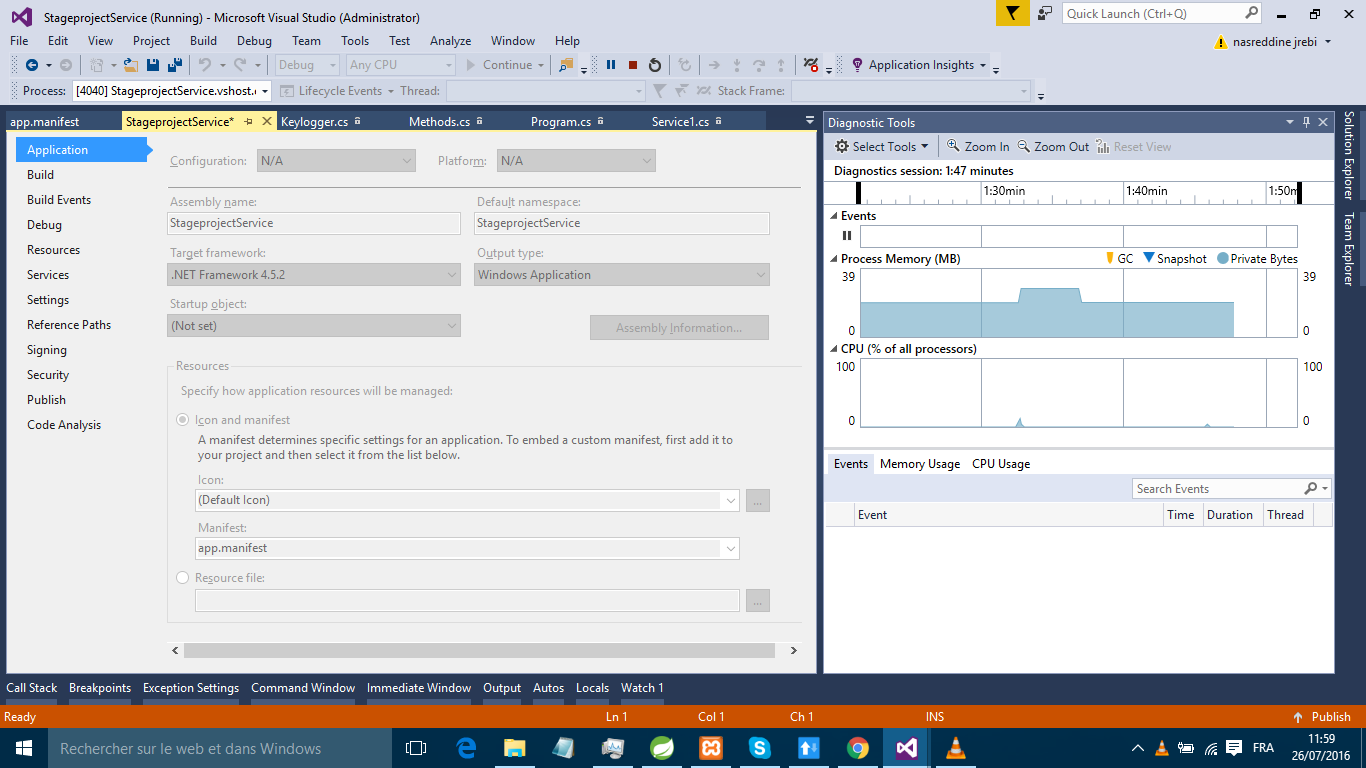 StageprojectService (Running) - Microsoft Visual Studio (Administrator)
Quick Launch (Ctrl+Q)
File Edit View Project Build Debug Team Tools Test Analyze Window Help
nasreddine jrebi
Debug Any CPU Continue Application Insights
Process: [4040] StageprojectService.vshost. Lifecycle Events Thread: Stack Frame:
app.manifest StageprojectService* Keylogger.cs Methods.cs Program.cs Service1.cs
Application
Build
Build Events
Debug
Resources
Services
Settings
Reference Paths
Signing
Security
Publish
Code Analysis
Configuration: N/A Platform: N/A
Assembly name: Default namespace:
StageprojectService StageprojectService
Target framework: Output type:
.NET Framework 4.5.2 Windows Application
Startup object:
(Not set) Assembly Information...
Resources
Specify how application resources will be managed:
Icon and manifest
A manifest determines specific settings for an application. To embed a custom manifest, first add it to
your project and then select it from the list below.
Icon:
(Default Icon) ...
Manifest:
app.manifest
Resource file:
...
Diagnostic Tools
Select Tools Zoom In Zoom Out Reset View
Diagnostics session: 1:47 minutes
1:30min 1:40min 1:50m
Events
Process Memory (MB) GC Snapshot Private Bytes
39 39
0 0
CPU (% of all processors)
100 100
0 0
Events Memory Usage CPU Usage
Search Events
Event Time Duration Thread
Solution Explorer
Team Explorer
Call Stack Breakpoints Exception Settings Command Window Immediate Window Output Autos Locals Watch 1
Ready Ln 1 Col 1 Ch 1 INS Publish
Rechercher sur le web et dans Windows
FRA
11:59
26/07/2016